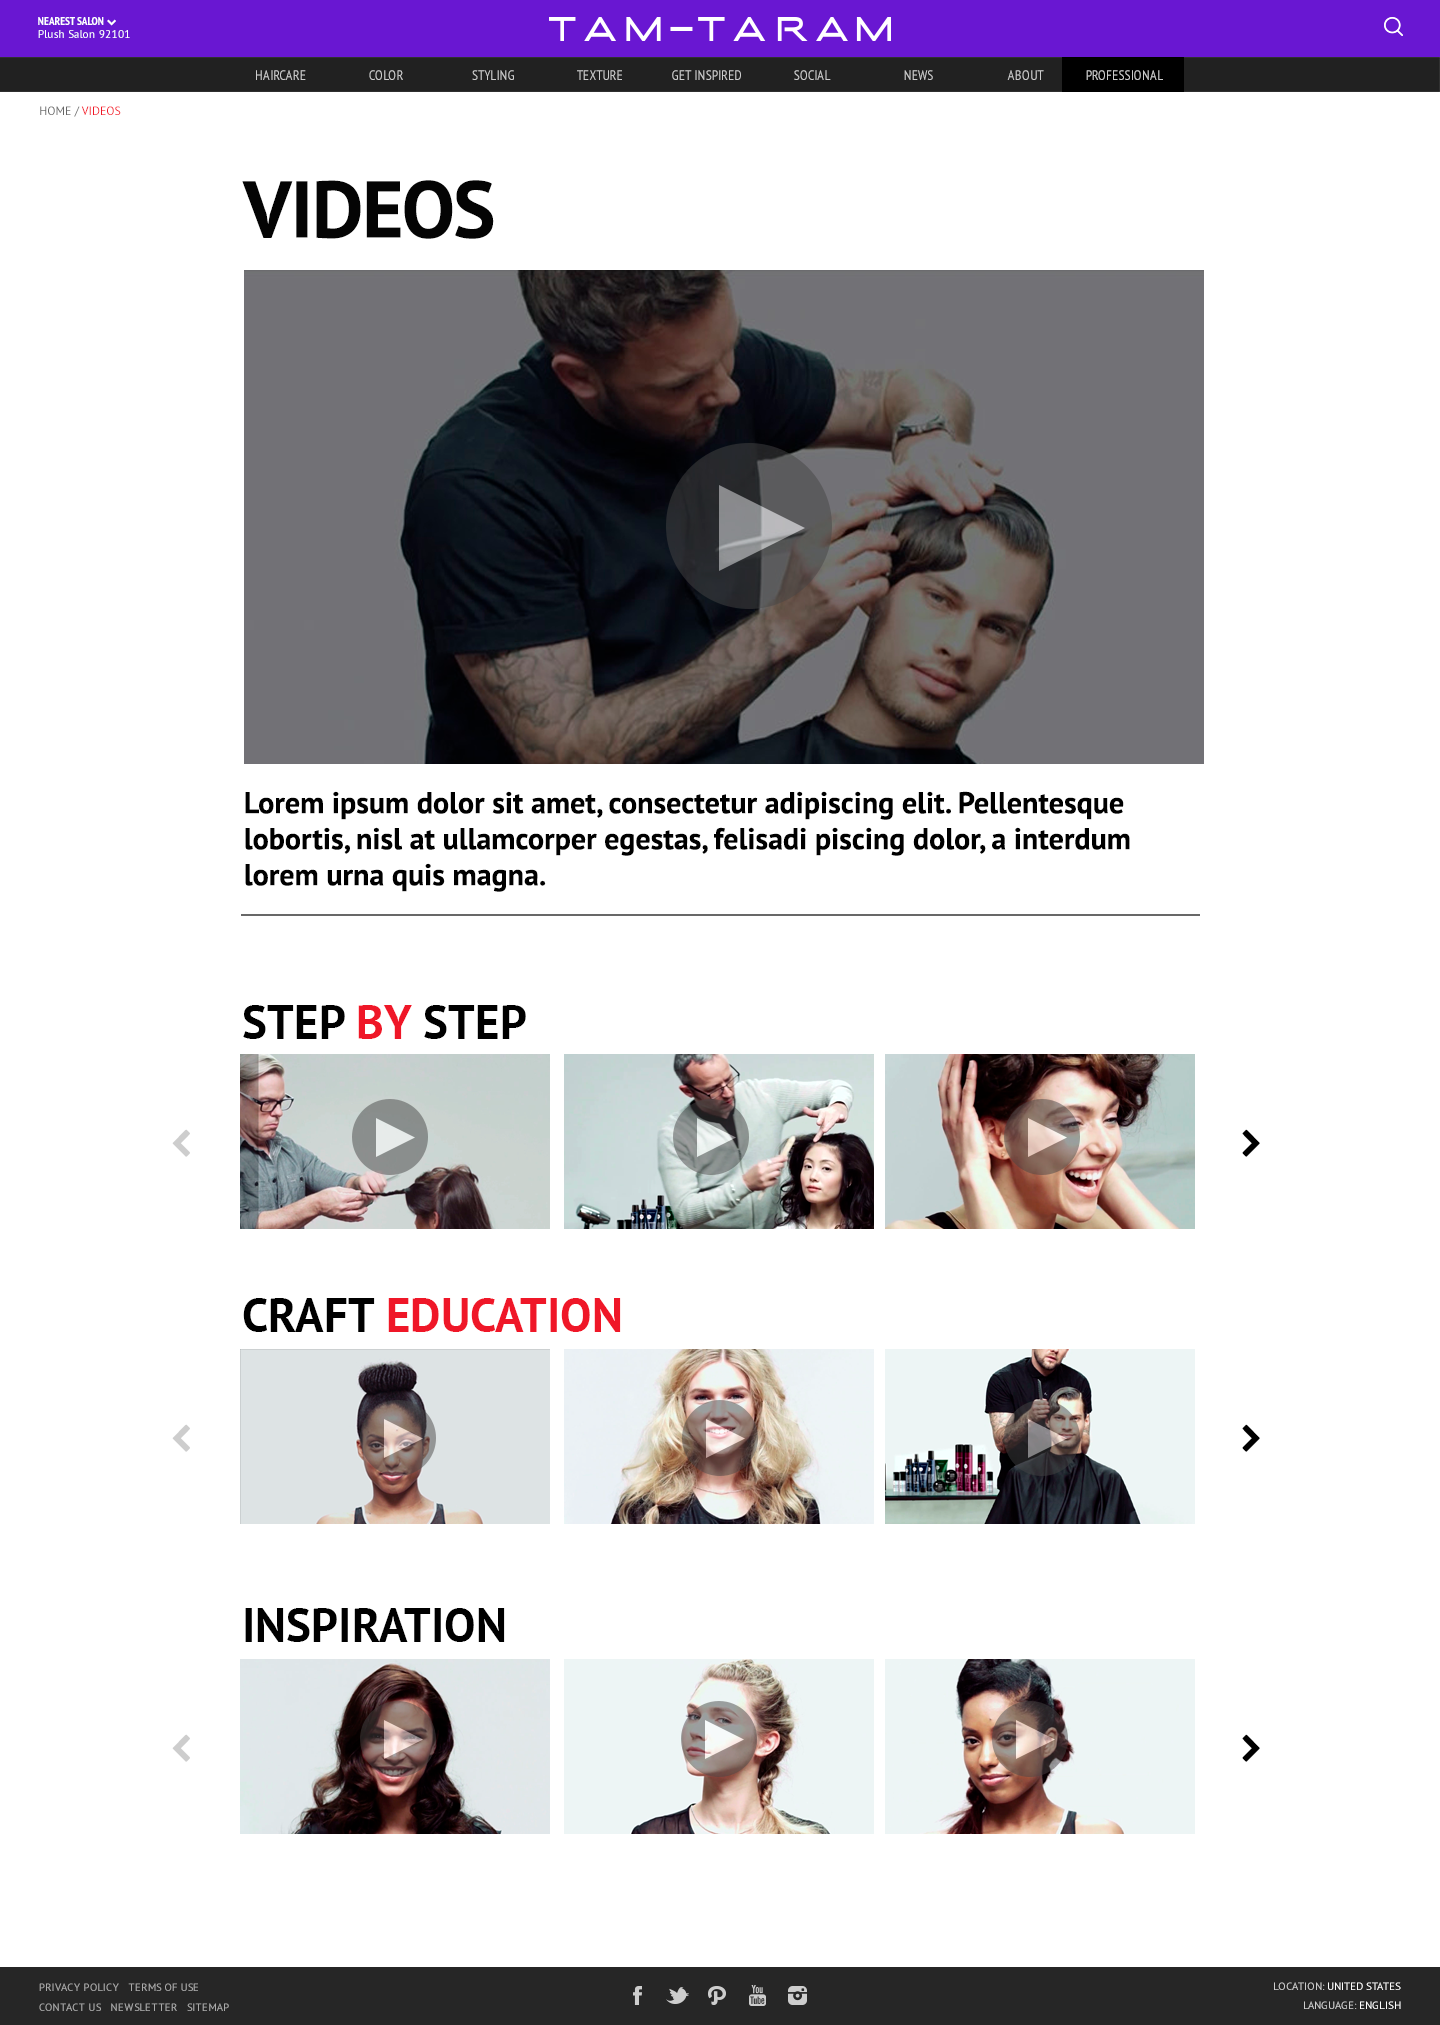 NEAREST SALON
Plush Salon 92101
TAM-TARAM
HAIRCARE COLOR STYLING TEXTURE GET INSPIRED SOCIAL NEWS ABOUT PROFESSIONAL
HOME / VIDEOS
VIDEOS
Lorem ipsum dolor sit amet, consectetur adipiscing elit. Pellentesque
lobortis, nisl at ullamcorper egestas, felisadi piscing dolor, a interdum
lorem urna quis magna.
STEP BY STEP
CRAFT EDUCATION
INSPIRATION
PRIVACY POLICY TERMS OF USE
CONTACT US NEWSLETTER SITEMAP
You
Tube
LOCATION: UNITED STATES
LANGUAGE: ENGLISH